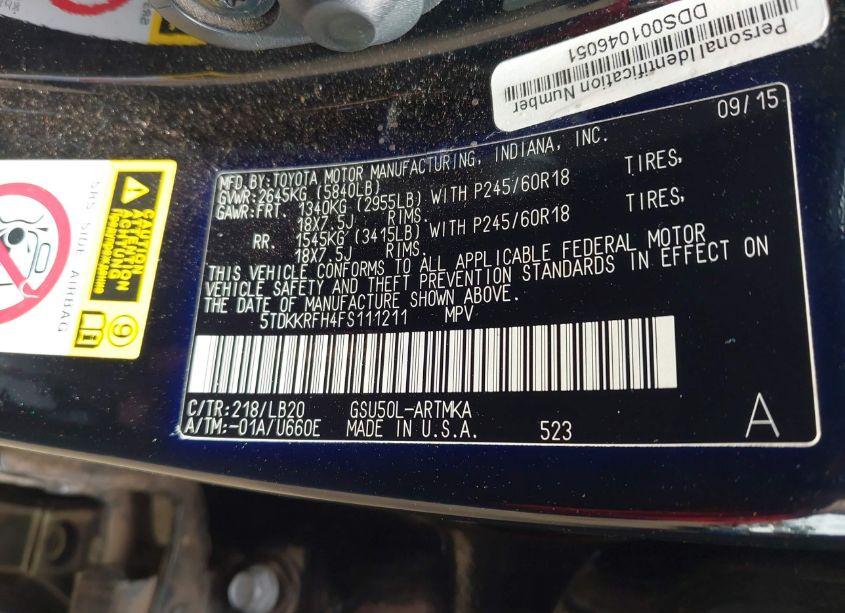 Personal Identification Number
DDS001046051
09/15
MFD.BY:TOYOTA MOTOR MANUFACTURING, INDIANA, INC.
GVWR:2645KG (5840LB)
GAWR:FRT. 1340KG (2955LB) WITH P245/60R18 TIRES,
18X7.5J RIMS.
RR. 1545KG (3415LB) WITH P245/60R18 TIRES,
18X7.5J RIMS.
THIS VEHICLE CONFORMS TO ALL APPLICABLE FEDERAL MOTOR
VEHICLE SAFETY AND THEFT PREVENTION STANDARDS IN EFFECT ON
THE DATE OF MANUFACTURE SHOWN ABOVE.
5TDKKRFH4FS111211 MPV
C/TR:218/LB20 GSU50L-ARTMKA
A/TM:-01A/U660E MADE IN U.S.A. 523
A
SRS SIDE AIRBAG
CAUTION
ATTENTION
ACHTUNG
9